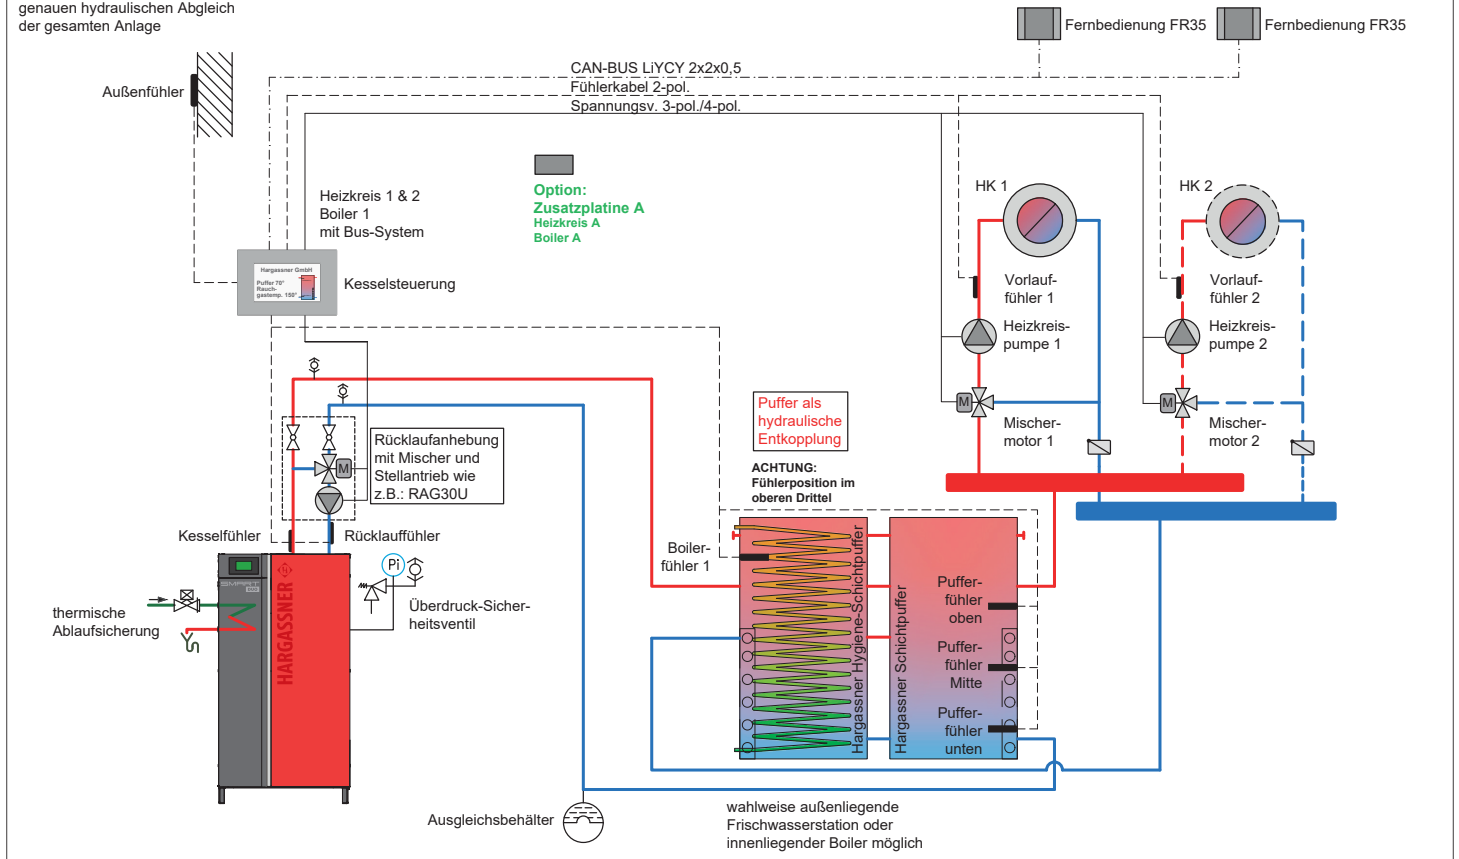 genauen hydraulischen Abgleich
der gesamten Anlage
Fernbedienung FR35
Fernbedienung FR35
CAN-BUS LiYCY 2x2x0,5
Fühlerkabel 2-pol.
Spannungsv. 3-pol./4-pol.
Außenfühler
Option:
Zusatzplatine A
Heizkreis A
Boiler A
Heizkreis 1 & 2
Boiler 1
mit Bus-System
HK 1
HK 2
Hargassner GmbH
Puffer 70°
Rauch-
gastemp. 150°
Kesselsteuerung
Vorlauf-
fühler 1
Vorlauf-
fühler 2
Heizkreis-
pumpe 1
Heizkreis-
pumpe 2
M
M
Mischer-
motor 1
Mischer-
motor 2
Puffer als
hydraulische
Entkopplung
ACHTUNG:
Fühlerposition im
oberen Drittel
Rücklaufanhebung
mit Mischer und
Stellantrieb wie
z.B.: RAG30U
M
Kesselfühler
Rücklauffühler
Pi
Überdruck-Sicher-
heitsventil
thermische
Ablaufsicherung
HARGASSNER
Boiler-
fühler 1
Hargassner Hygiene-Schichtpuffer
Hargassner Schichtpuffer
Puffer-
fühler
oben
Puffer-
fühler
Mitte
Puffer-
fühler
unten
Ausgleichsbehälter
wahlweise außenliegende
Frischwasserstation oder
innenliegender Boiler möglich